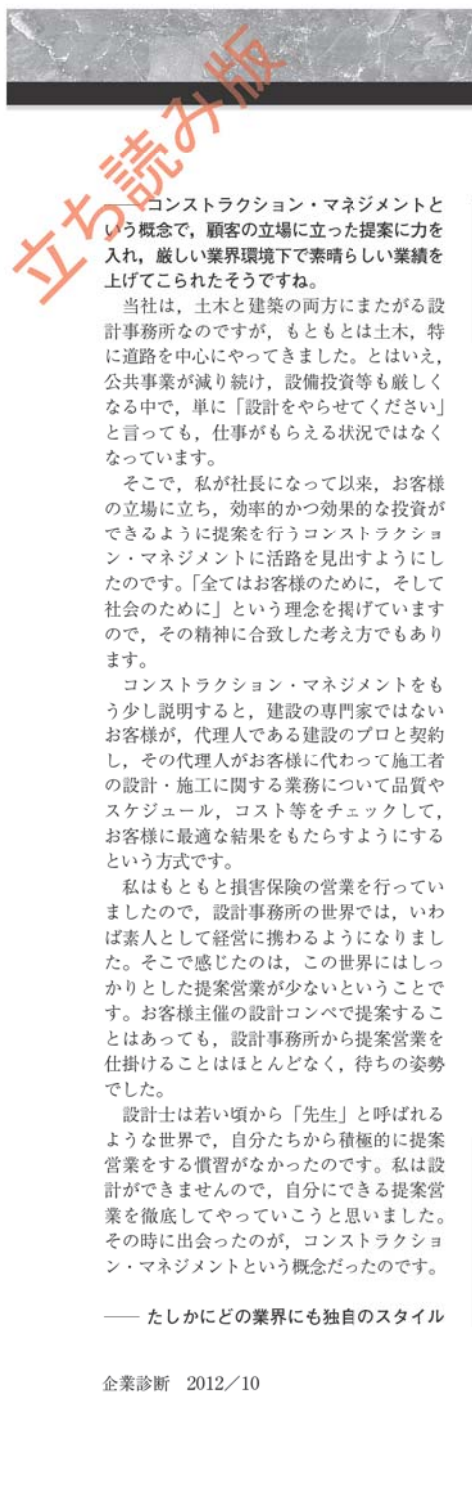 立ち読み版
―― コンストラクション・マネジメントと
いう概念で，顧客の立場に立った提案に力を
入れ，厳しい業界環境下で素晴らしい業績を
上げてこられたそうですね。
当社は，土木と建築の両方にまたがる設
計事務所なのですが，もともとは土木，特
に道路を中心にやってきました。とはいえ，
公共事業が減り続け，設備投資等も厳しく
なる中で，単に「設計をやらせてください」
と言っても，仕事がもらえる状況ではなく
なっています。
そこで，私が社長になって以来，お客様
の立場に立ち，効率的かつ効果的な投資が
できるように提案を行うコンストラクショ
ン・マネジメントに活路を見出すようにし
たのです。「全てはお客様のために，そして
社会のために」という理念を掲げています
ので，その精神に合致した考え方でもあり
ます。
コンストラクション・マネジメントをも
う少し説明すると，建設の専門家ではない
お客様が，代理人である建設のプロと契約
し，その代理人がお客様に代わって施工者
の設計・施工に関する業務について品質や
スケジュール，コスト等をチェックして，
お客様に最適な結果をもたらすようにする
という方式です。
私はもともと損害保険の営業を行ってい
ましたので，設計事務所の世界では，いわ
ば素人として経営に携わるようになりまし
た。そこで感じたのは，この世界にはしっ
かりとした提案営業が少ないということで
す。お客様主催の設計コンペで提案するこ
とはあっても，設計事務所から提案営業を
仕掛けることはほとんどなく，待ちの姿勢
でした。
設計士は若い頃から「先生」と呼ばれる
ような世界で，自分たちから積極的に提案
営業をする慣習がなかったのです。私は設
計ができませんので，自分にできる提案営
業を徹底してやっていこうと思いました。
その時に出会ったのが，コンストラクショ
ン・マネジメントという概念だったのです。
―― たしかにどの業界にも独自のスタイル
企業診断　2012／10